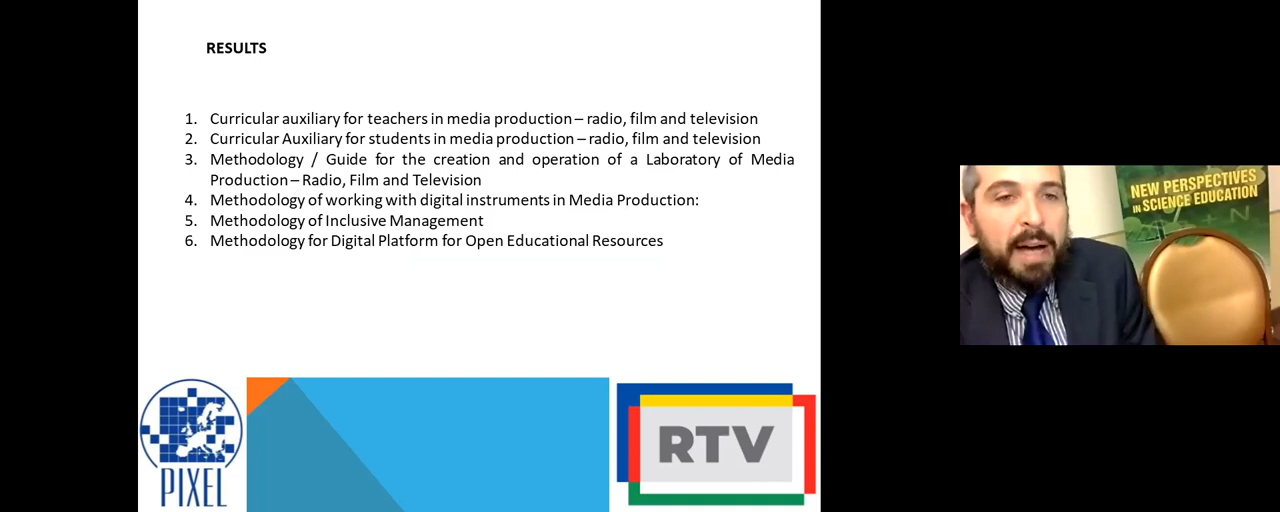 RESULTS
1. Curricular auxiliary for teachers in media production – radio, film and television
2. Curricular Auxiliary for students in media production – radio, film and television
3. Methodology / Guide for the creation and operation of a Laboratory of Media
Production – Radio, Film and Television
4. Methodology of working with digital instruments in Media Production:
5. Methodology of Inclusive Management
6. Methodology for Digital Platform for Open Educational Resources
NEW PERSPECTIVES
IN SCIENCE EDUCATION
PIXEL
RTV